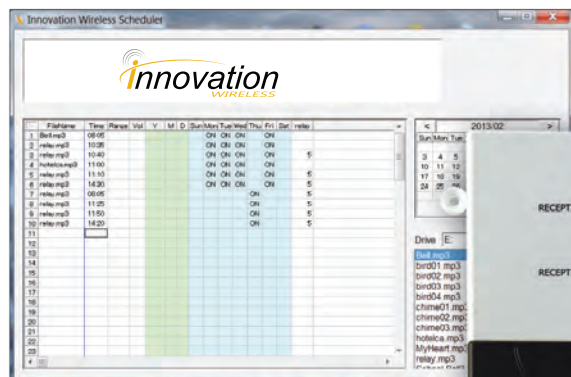 Innovation Wireless Scheduler
innovation
WIRELESS
FileName Time Range Vol Y M D Sun Mon Tue Wed Thu Fri Sat relay
1 Bell.mp3 08:05 ON ON ON ON
2 relay.mp3 10:35 ON ON ON ON
3 relay.mp3 10:40 ON ON ON ON 5
4 hotelca.mp3 11:00 ON ON ON ON
5 relay.mp3 11:10 ON ON ON ON 5
6 relay.mp3 14:30 ON ON ON ON 5
7 relay.mp3 08:05 ON 5
8 relay.mp3 11:25 ON 5
9 relay.mp3 11:50 ON 5
10 relay.mp3 14:20 ON 5
11
12
13
14
15
16
17
18
19
20
21
22
23
< 2013/02 >
Sun Mon Tue
3 4 5
10 11 12
17 18 19
24 25 26
Drive E:
Bell.mp3
bird01.mp3
bird02.mp3
bird03.mp3
bird04.mp3
chime01.mp3
chime02.mp3
chime03.mp3
hotelca.mp3
MyHeart.mp3
relay.mp3
RECEPT
RECEPT